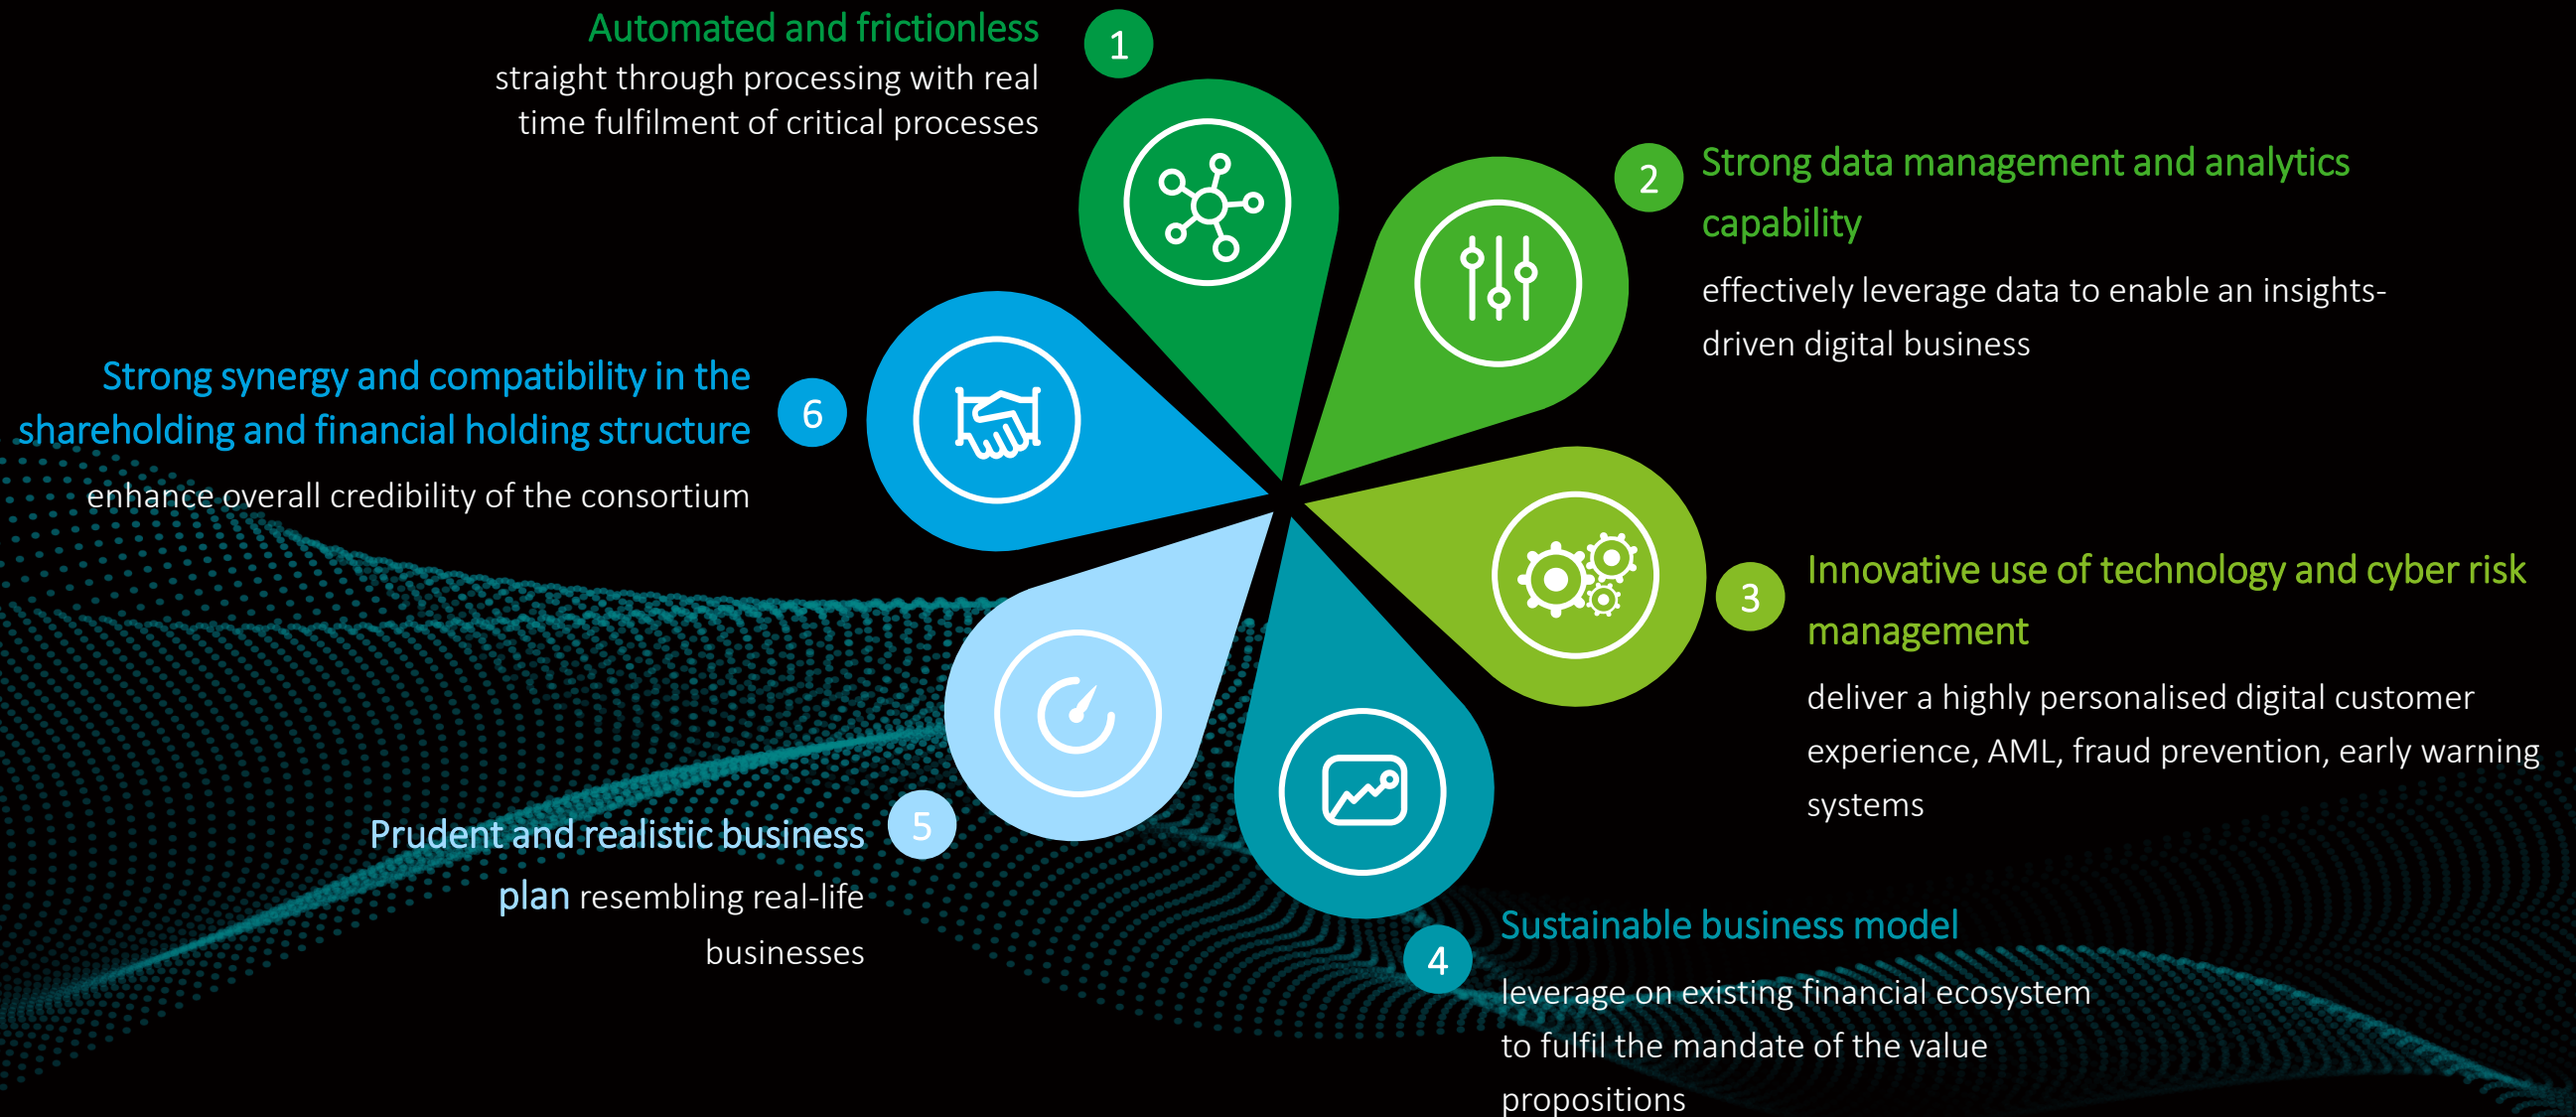 1
Automated and frictionless
straight through processing with real
time fulfilment of critical processes
2
Strong data management and analytics
capability
effectively leverage data to enable an insights-
driven digital business
3
Innovative use of technology and cyber risk
management
deliver a highly personalised digital customer
experience, AML, fraud prevention, early warning
systems
4
Sustainable business model
leverage on existing financial ecosystem
to fulfil the mandate of the value
propositions
5
Prudent and realistic business
plan resembling real-life
businesses
6
Strong synergy and compatibility in the
shareholding and financial holding structure
enhance overall credibility of the consortium